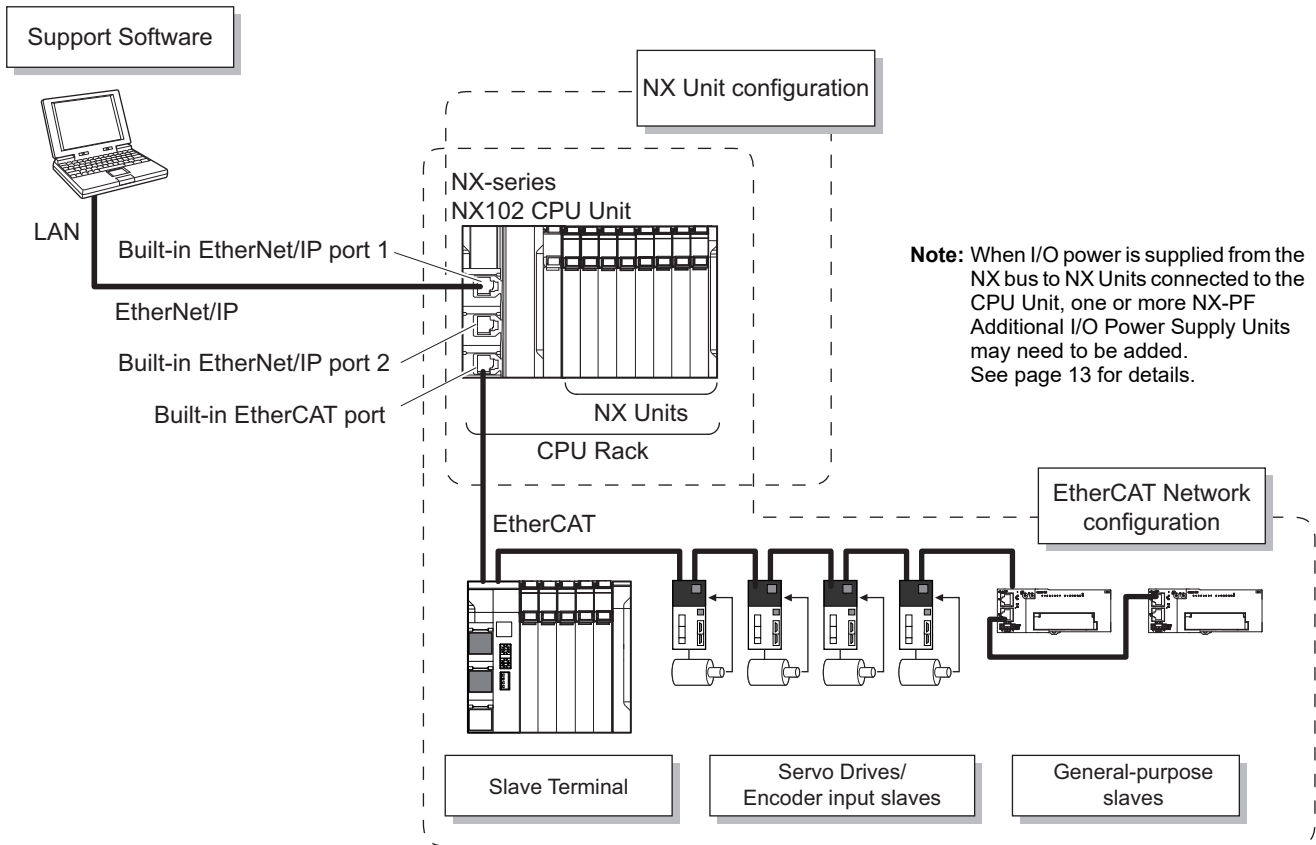 Support Software
NX Unit configuration
NX-series
NX102 CPU Unit
LAN
Built-in EtherNet/IP port 1
EtherNet/IP
Built-in EtherNet/IP port 2
Built-in EtherCAT port
NX Units
CPU Rack
Note: When I/O power is supplied from the
NX bus to NX Units connected to the
CPU Unit, one or more NX-PF
Additional I/O Power Supply Units
may need to be added.
See page 13 for details.
EtherCAT Network
configuration
EtherCAT
Slave Terminal
Servo Drives/
Encoder input slaves
General-purpose
slaves